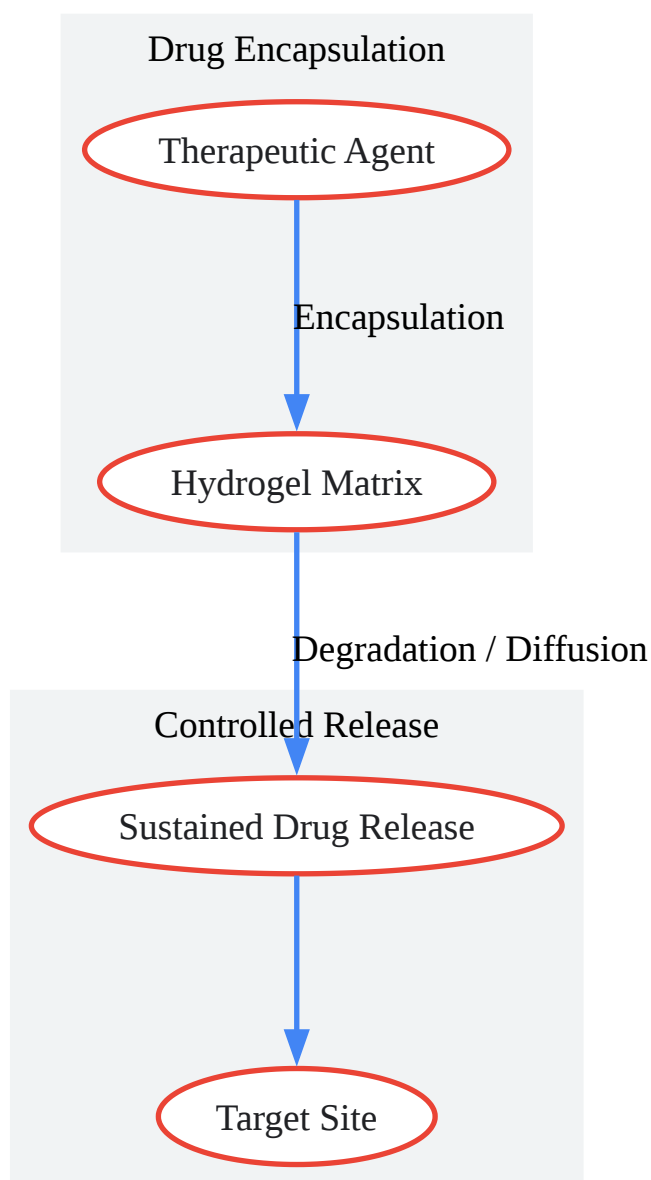 Drug Encapsulation
Therapeutic Agent
Encapsulation
Hydrogel Matrix
Degradation / Diffusion
Controlled Release
Sustained Drug Release
Target Site